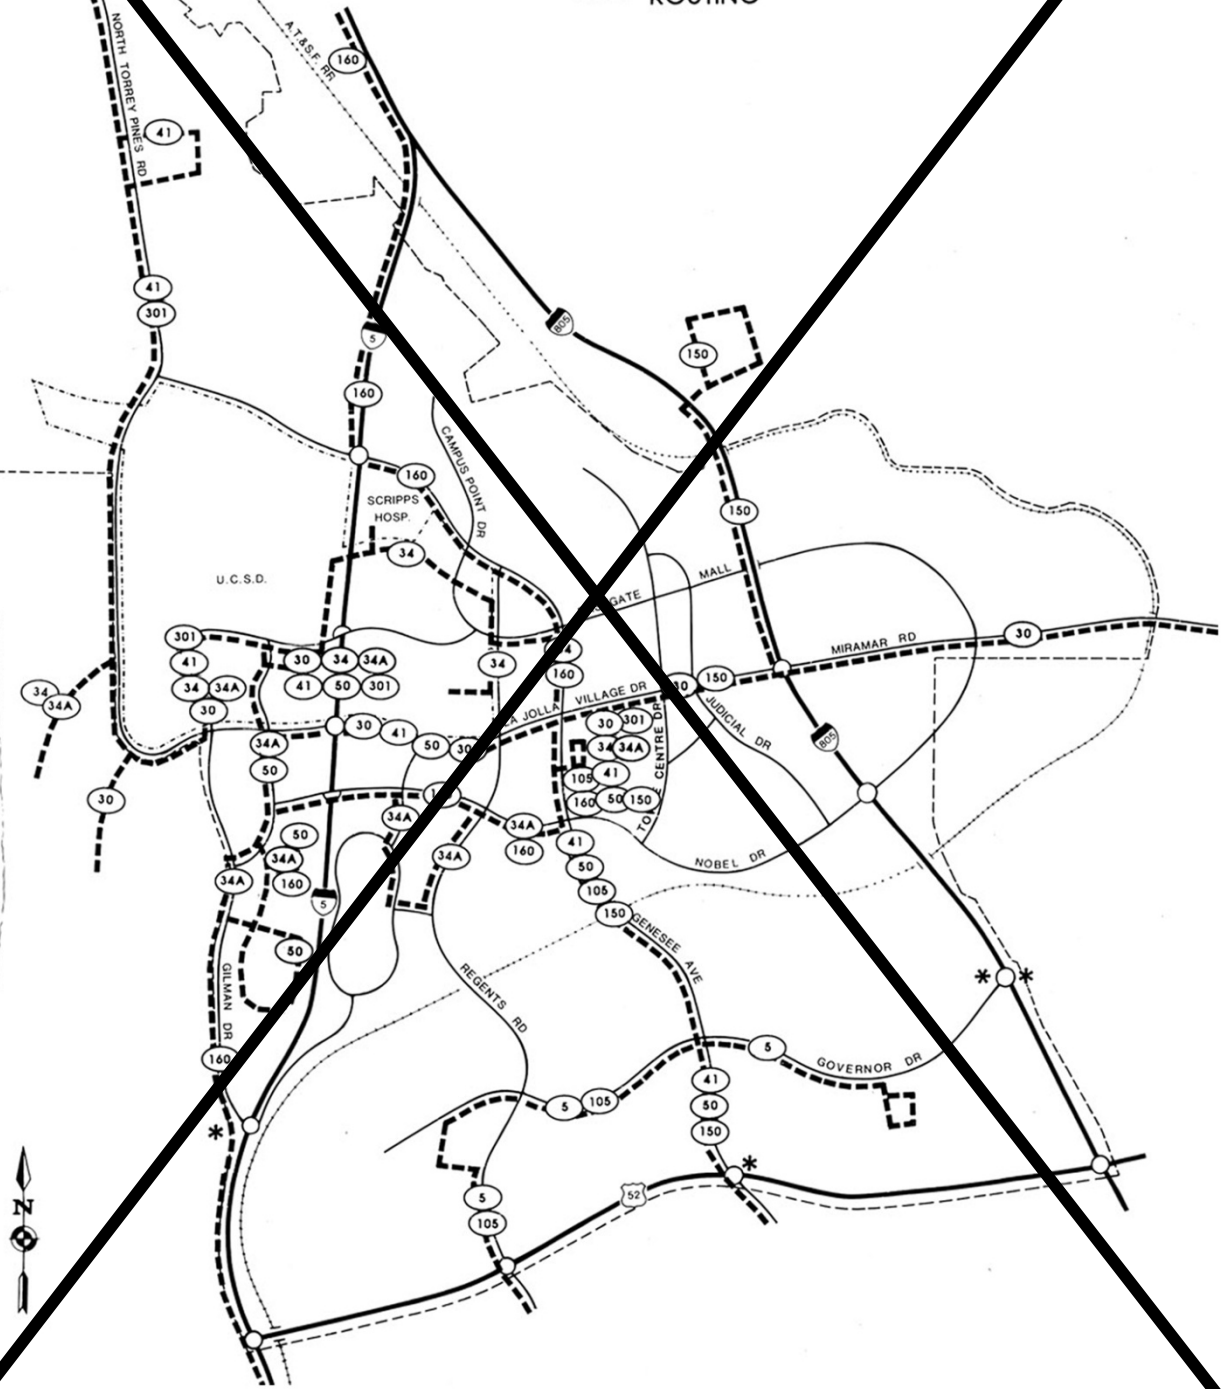 ROUTING
A.T.&S.F. RR
160
NORTH TORREY PINES RD
41
41
301
805
5
150
160
CAMPUS POINT DR
160
SCRIPPS
HOSP.
150
34
U.C.S.D.
MALL
GATE
301
41
34 34A
30
30 34 34A
41 50 301
34
160
MIRAMAR RD
30
34
34A
150
30
LA JOLLA VILLAGE DR
JUDICIAL DR
30 41 50 30
30 301
34 34A
105 41
160 50 150
TOWNE CENTRE DR
805
34A
50
30
34A
34A
160
50
34A
160
34A
34A
41
50
105
150
NOBEL DR
5
GENESEE AVE
50
GILMAN DR
REGENTS RD
* *
160
5
GOVERNOR DR
41
50
150
5 105
*
*
52
5
105
N